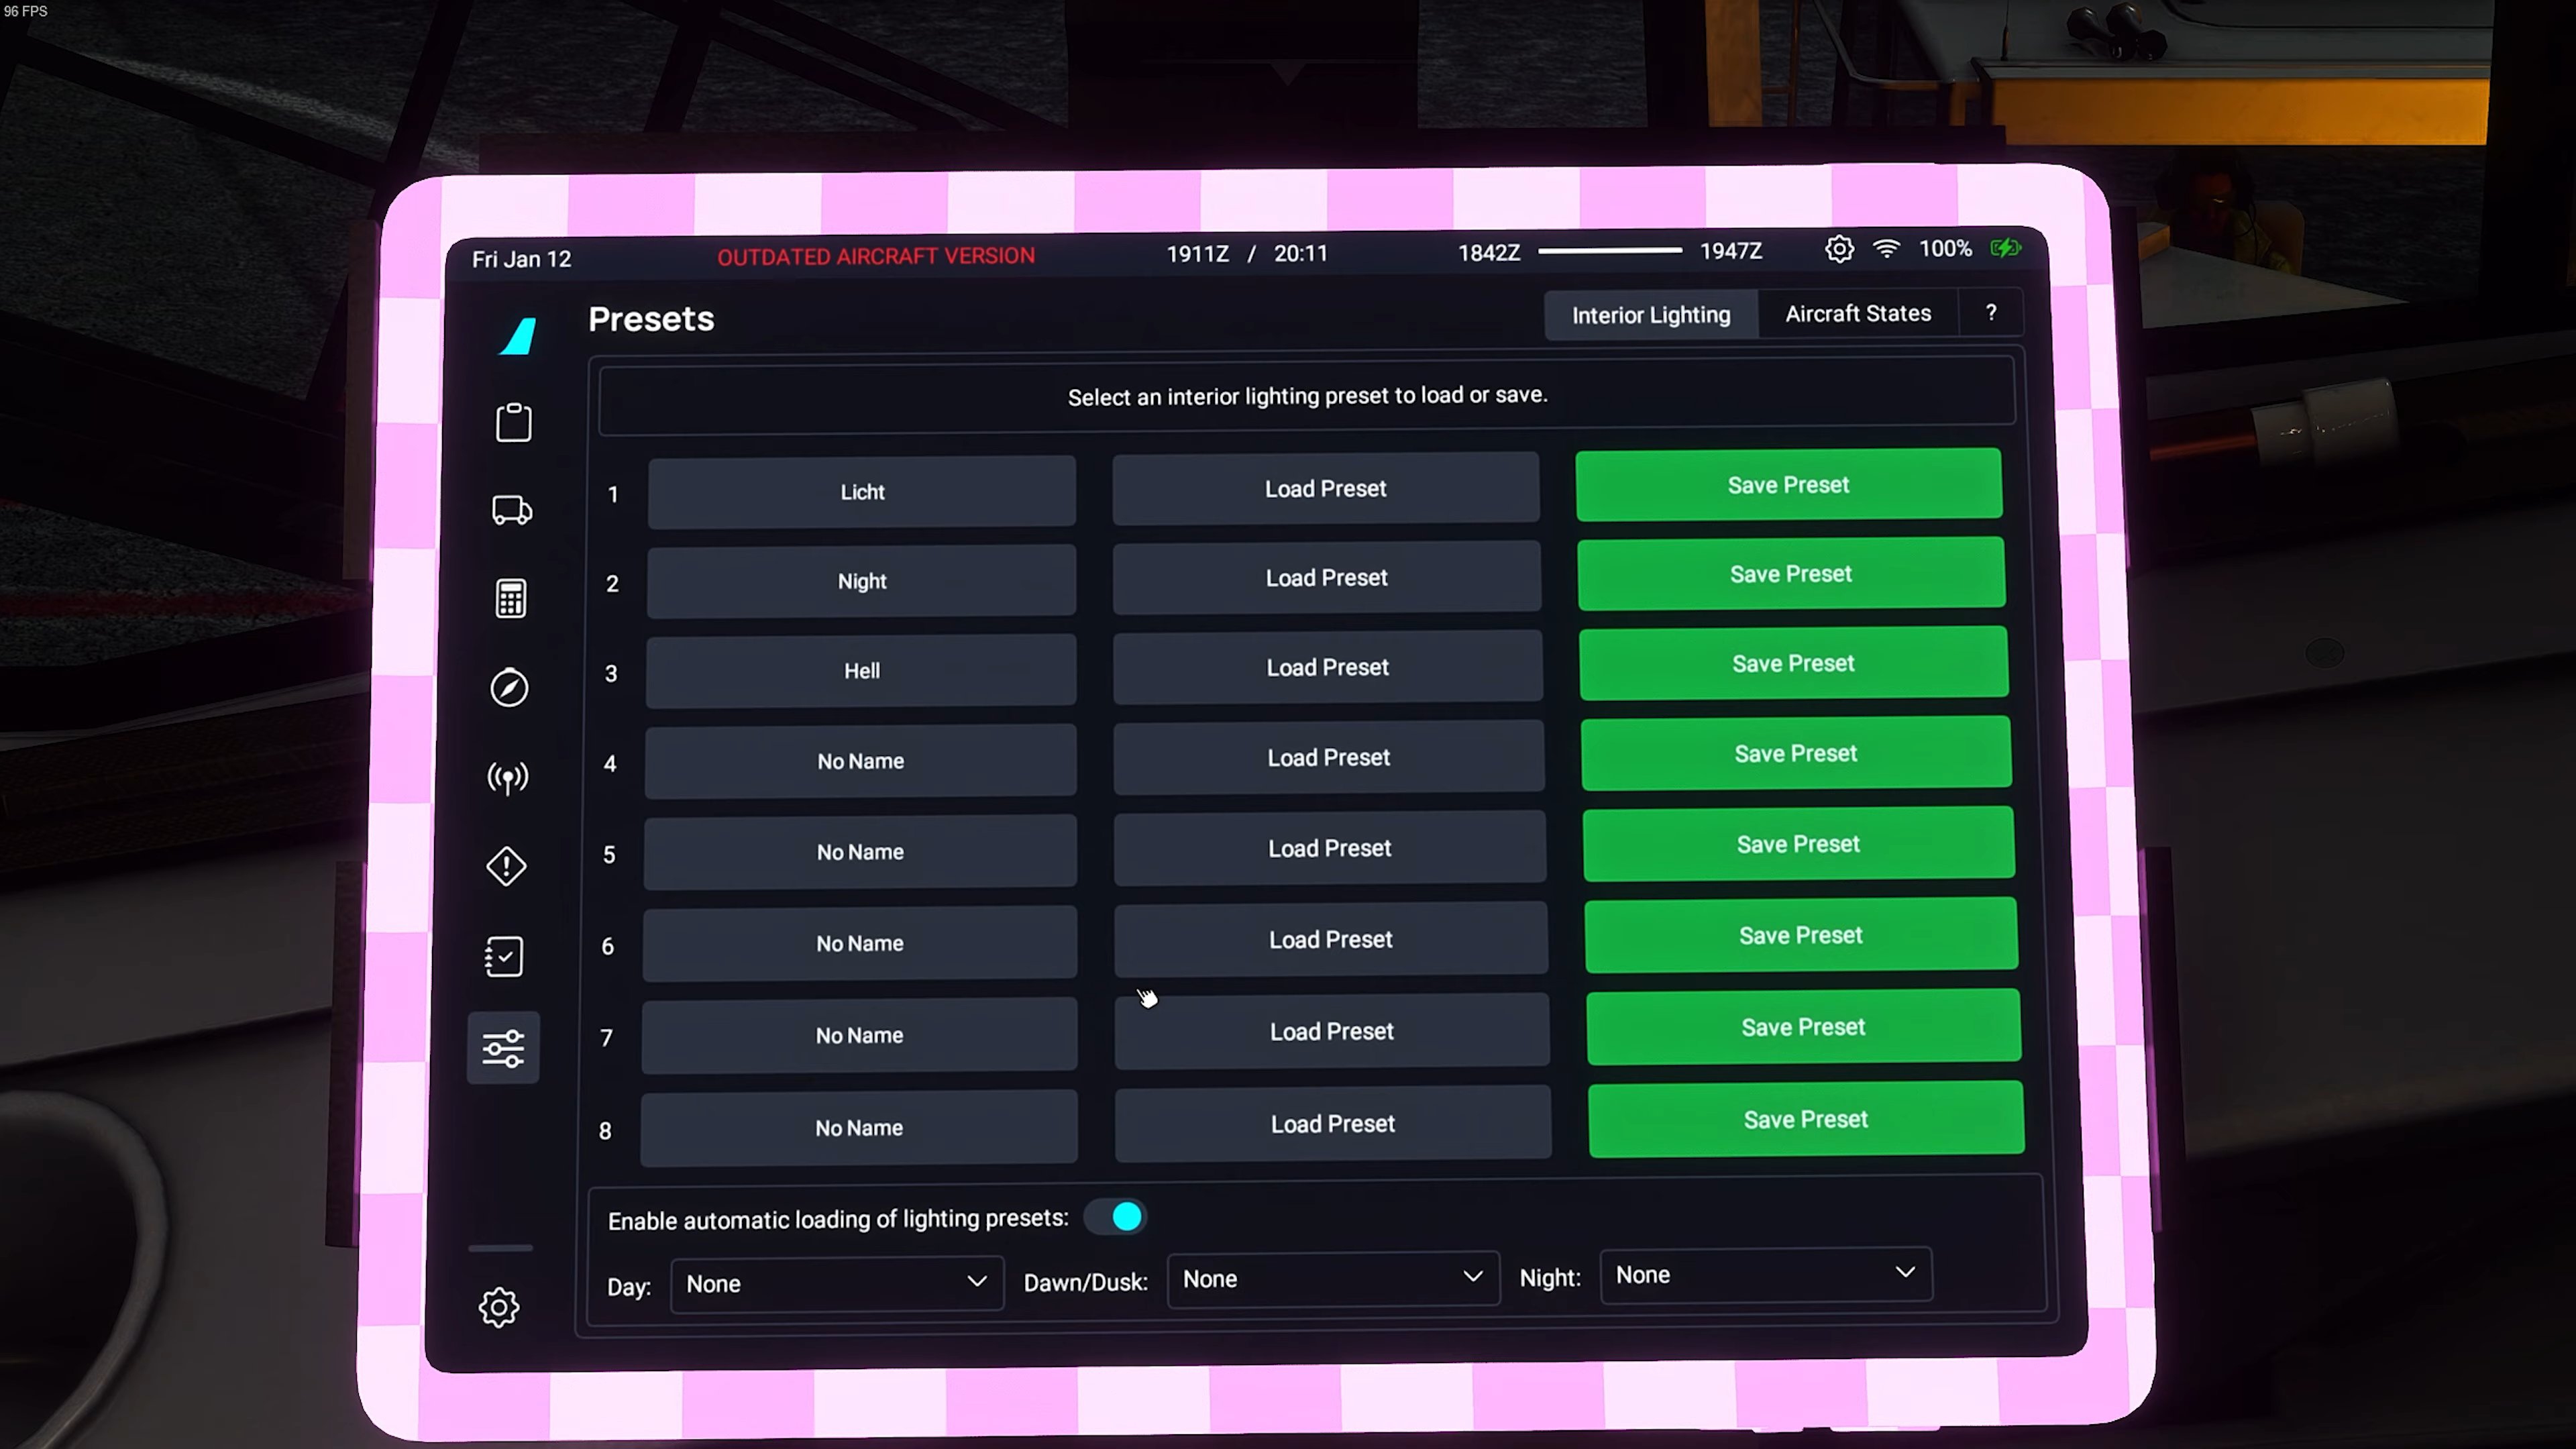 96 FPS
Fri Jan 12 OUTDATED AIRCRAFT VERSION 1911Z / 20:11 1842Z 1947Z 100%
Presets Interior Lighting Aircraft States ?
Select an interior lighting preset to load or save.
1 Licht Load Preset Save Preset
2 Night Load Preset Save Preset
3 Hell Load Preset Save Preset
4 No Name Load Preset Save Preset
5 No Name Load Preset Save Preset
6 No Name Load Preset Save Preset
7 No Name Load Preset Save Preset
8 No Name Load Preset Save Preset
Enable automatic loading of lighting presets:
Day: None Dawn/Dusk: None Night: None